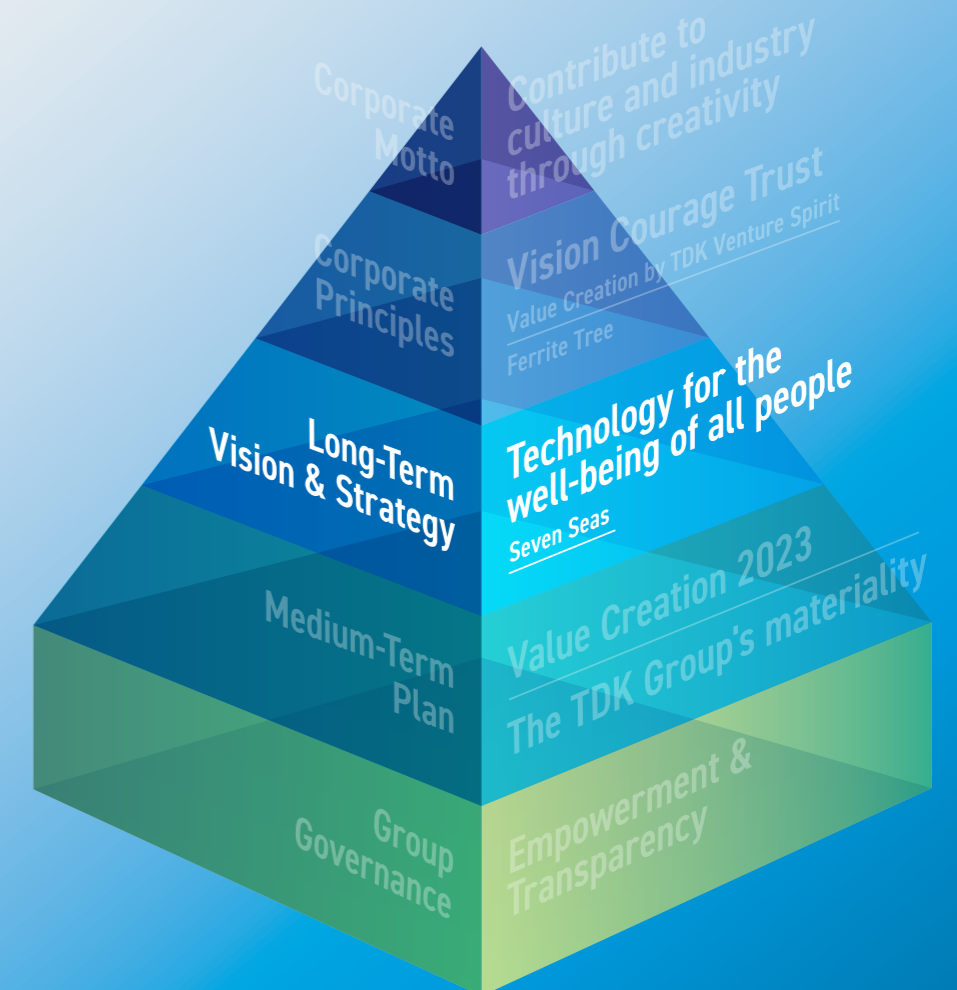 Corporate
Motto
Contribute to
culture and industry
through creativity
Corporate
Principles
Vision Courage Trust
Value Creation by TDK Venture Spirit
Ferrite Tree
Long-Term
Vision & Strategy
Technology for the
well-being of all people
Seven Seas
Medium-Term
Plan
Value Creation 2023
The TDK Group's materiality
Group
Governance
Empowerment &
Transparency